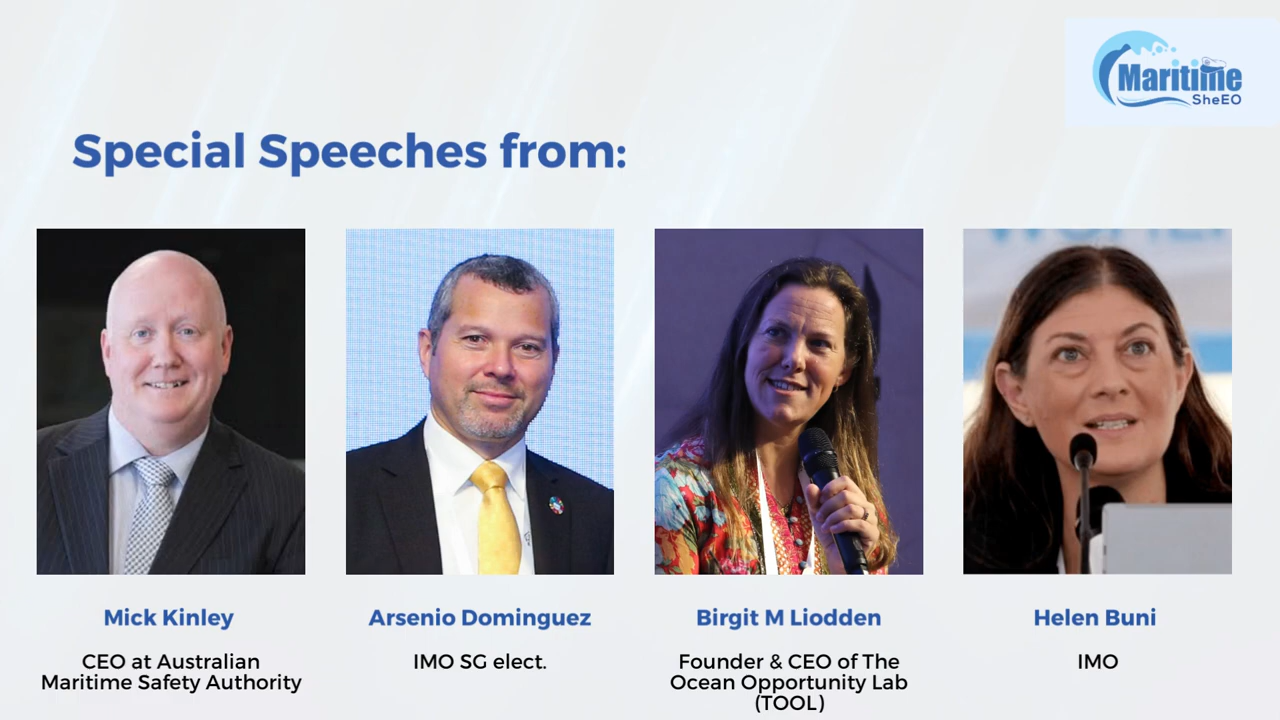 Maritime
SheEO
Special Speeches from:
Mick Kinley
CEO at Australian
Maritime Safety Authority
Arsenio Dominguez
IMO SG elect.
Birgit M Liodden
Founder & CEO of The
Ocean Opportunity Lab
(TOOL)
Helen Buni
IMO